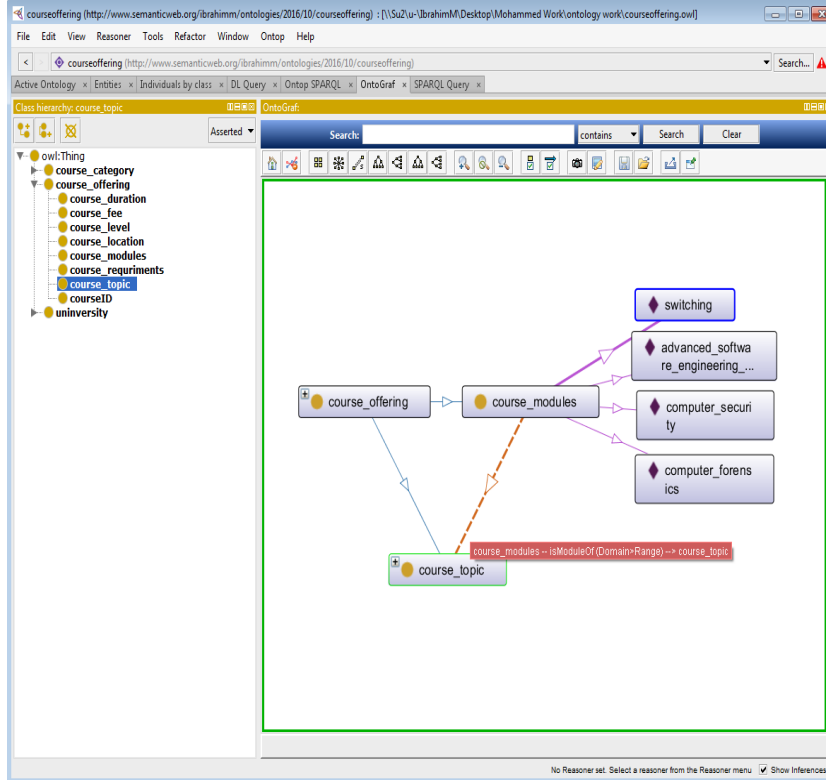 courseoffering (http://www.semanticweb.org/ibrahimm/ontologies/2016/10/courseoffering) : [\\Su2\u-\IbrahimM\Desktop\Mohammed Work\ontology work\courseoffering.owl]
File Edit View Reasoner Tools Refactor Window Ontop Help
< courseoffering (http://www.semanticweb.org/ibrahimm/ontologies/2016/10/courseoffering) Search...
Active Ontology × Entities × Individuals by class × DL Query × Ontop SPARQL × OntoGraf × SPARQL Query ×
Class hierarchy: course_topic
Asserted
owl:Thing
course_category
course_offering
course_duration
course_fee
course_level
course_location
course_modules
course_requriments
course_topic
courseID
uninversity
OntoGraf:
Search: contains Search Clear
switching
advanced_softwa
re_engineering_...
course_offering
course_modules
computer_securi
ty
computer_forens
ics
course_modules -- isModuleOf (Domain>Range) --> course_topic
course_topic
No Reasoner set. Select a reasoner from the Reasoner menu Show Inferences